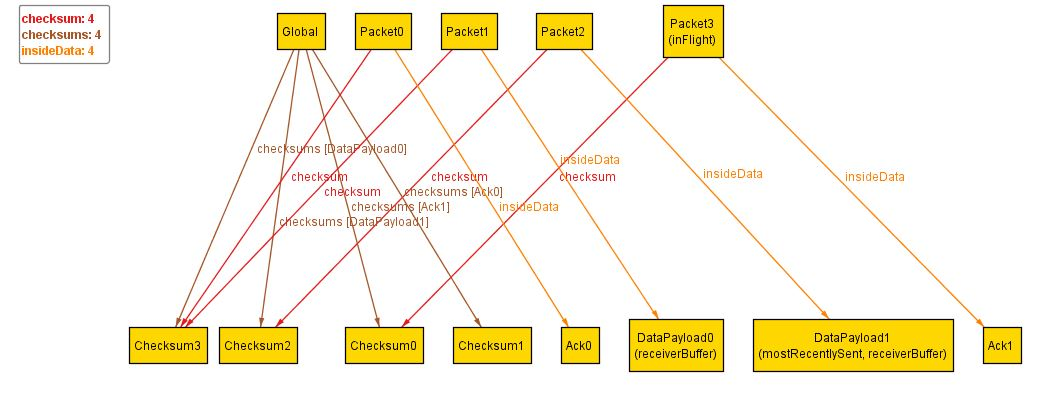 checksum: 4
checksums: 4
insideData: 4
Global
Packet0
Packet1
Packet2
Packet3
(inFlight)
checksums [DataPayload0]
insideData
checksum
checksum
checksum
insideData
insideData
checksum
checksums [Ack0]
checksums [Ack1]
insideData
checksums [DataPayload1]
Checksum3
Checksum2
Checksum0
Checksum1
Ack0
DataPayload0
(receiverBuffer)
DataPayload1
(mostRecentlySent, receiverBuffer)
Ack1